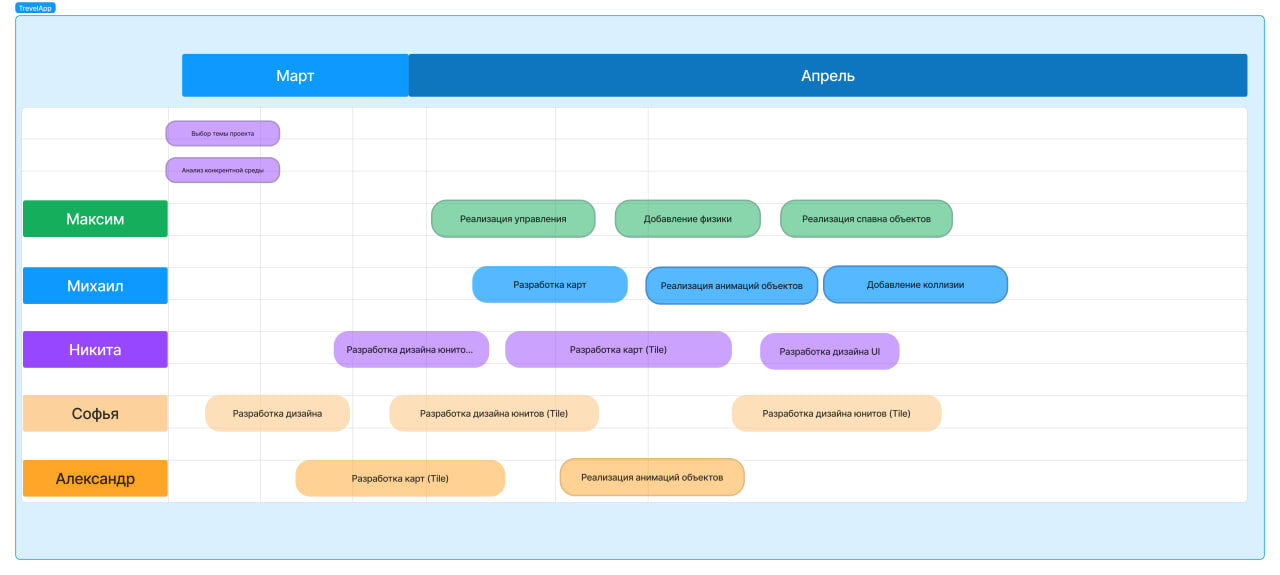 TrevelApp
Март
Апрель
Выбор темы проекта
Анализ конкрентной среды
Максим
Реализация управления
Добавление физики
Реализация спавна объектов
Михаил
Разработка карт
Реализация анимаций объектов
Добавление коллизии
Никита
Разработка дизайна юнито...
Разработка карт (Tile)
Разработка дизайна UI
Софья
Разработка дизайна
Разработка дизайна юнитов (Tile)
Разработка дизайна юнитов (Tile)
Александр
Разработка карт (Tile)
Реализация анимаций объектов